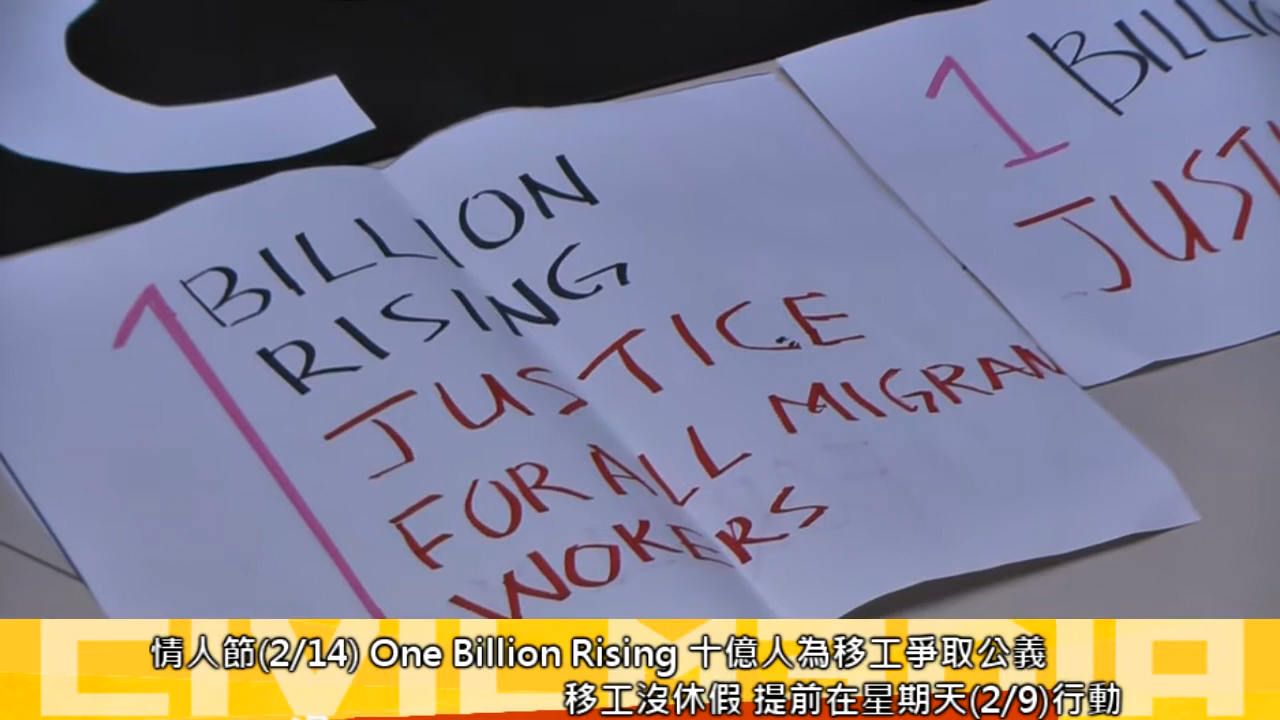 1 BILLION
RISING
JUSTICE
FOR ALL MIGRAN
WOKERS
1 BILLI
JUST
情人節(2/14) One Billion Rising 十億人為移工爭取公義
移工沒休假 提前在星期天(2/9)行動
CIVILMEDIA